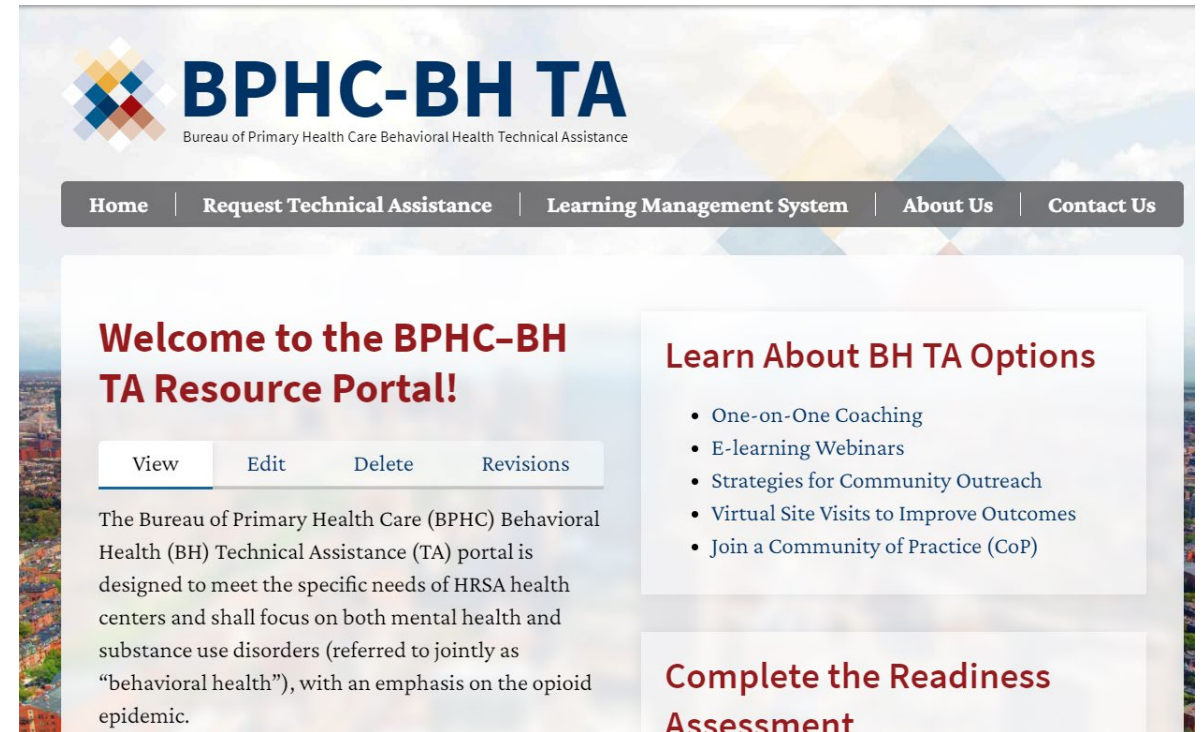 BPHC-BH TA
Bureau of Primary Health Care Behavioral Health Technical Assistance
Home
Request Technical Assistance
Learning Management System
About Us
Contact Us
Welcome to the BPHC–BH
TA Resource Portal!
View
Edit
Delete
Revisions
The Bureau of Primary Health Care (BPHC) Behavioral
Health (BH) Technical Assistance (TA) portal is
designed to meet the specific needs of HRSA health
centers and shall focus on both mental health and
substance use disorders (referred to jointly as
“behavioral health”), with an emphasis on the opioid
epidemic.
Learn About BH TA Options
• One-on-One Coaching
• E-learning Webinars
• Strategies for Community Outreach
• Virtual Site Visits to Improve Outcomes
• Join a Community of Practice (CoP)
Complete the Readiness
Assessment